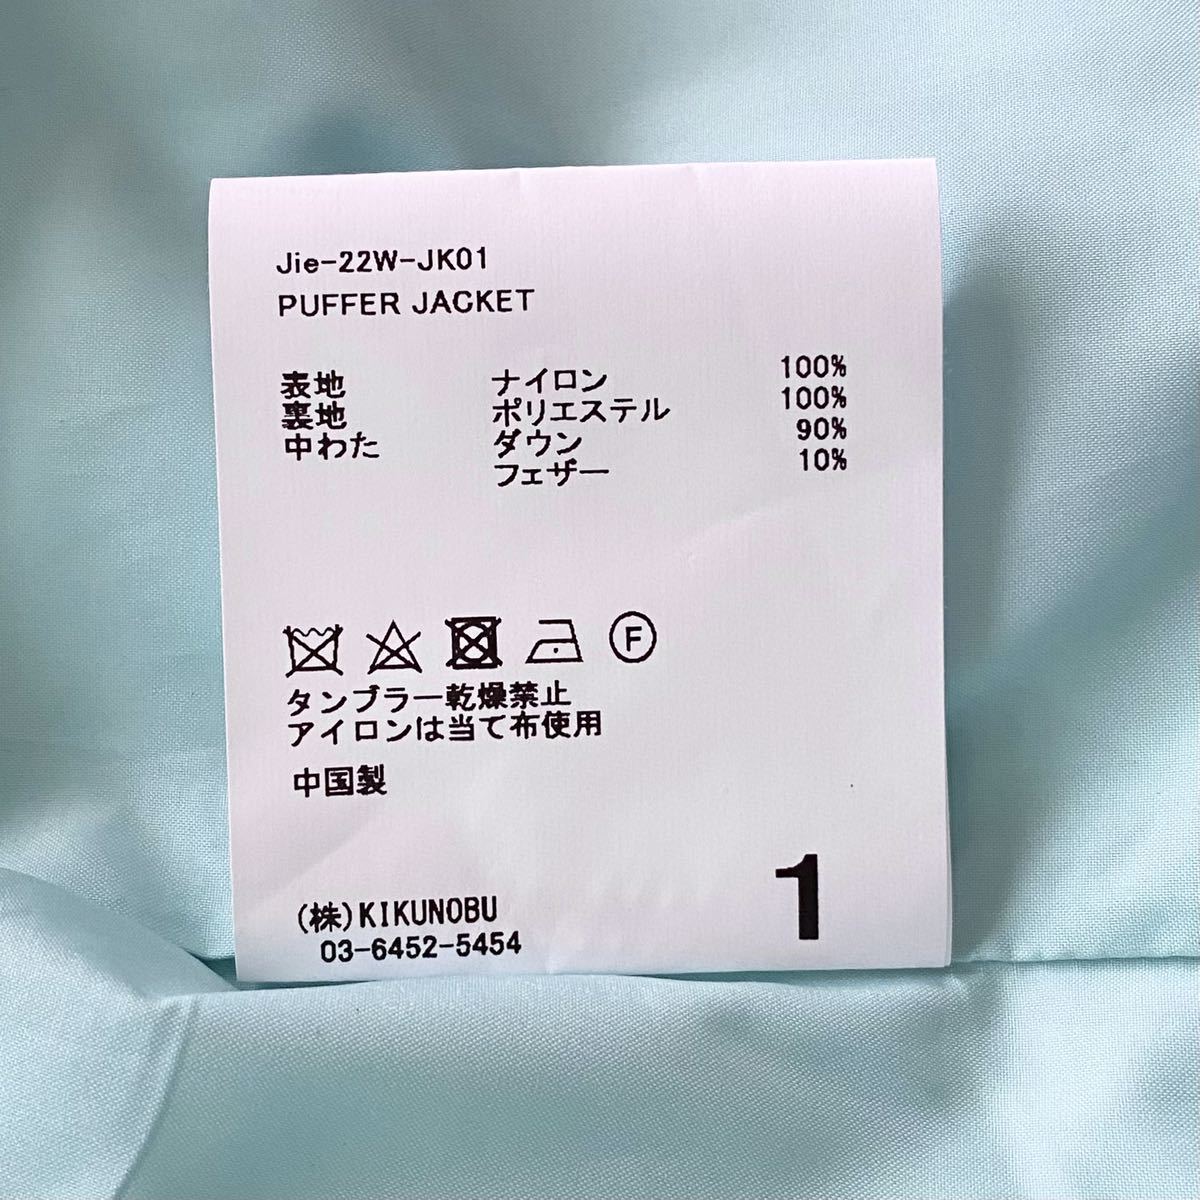 Jie-22W-JK01
PUFFER JACKET
表地 ナイロン 100%
裏地 ポリエステル 100%
中わた ダウン 90%
フェザー 10%
F
タンブラー乾燥禁止
アイロンは当て布使用
中国製
1
(株)KIKUNOBU
03-6452-5454